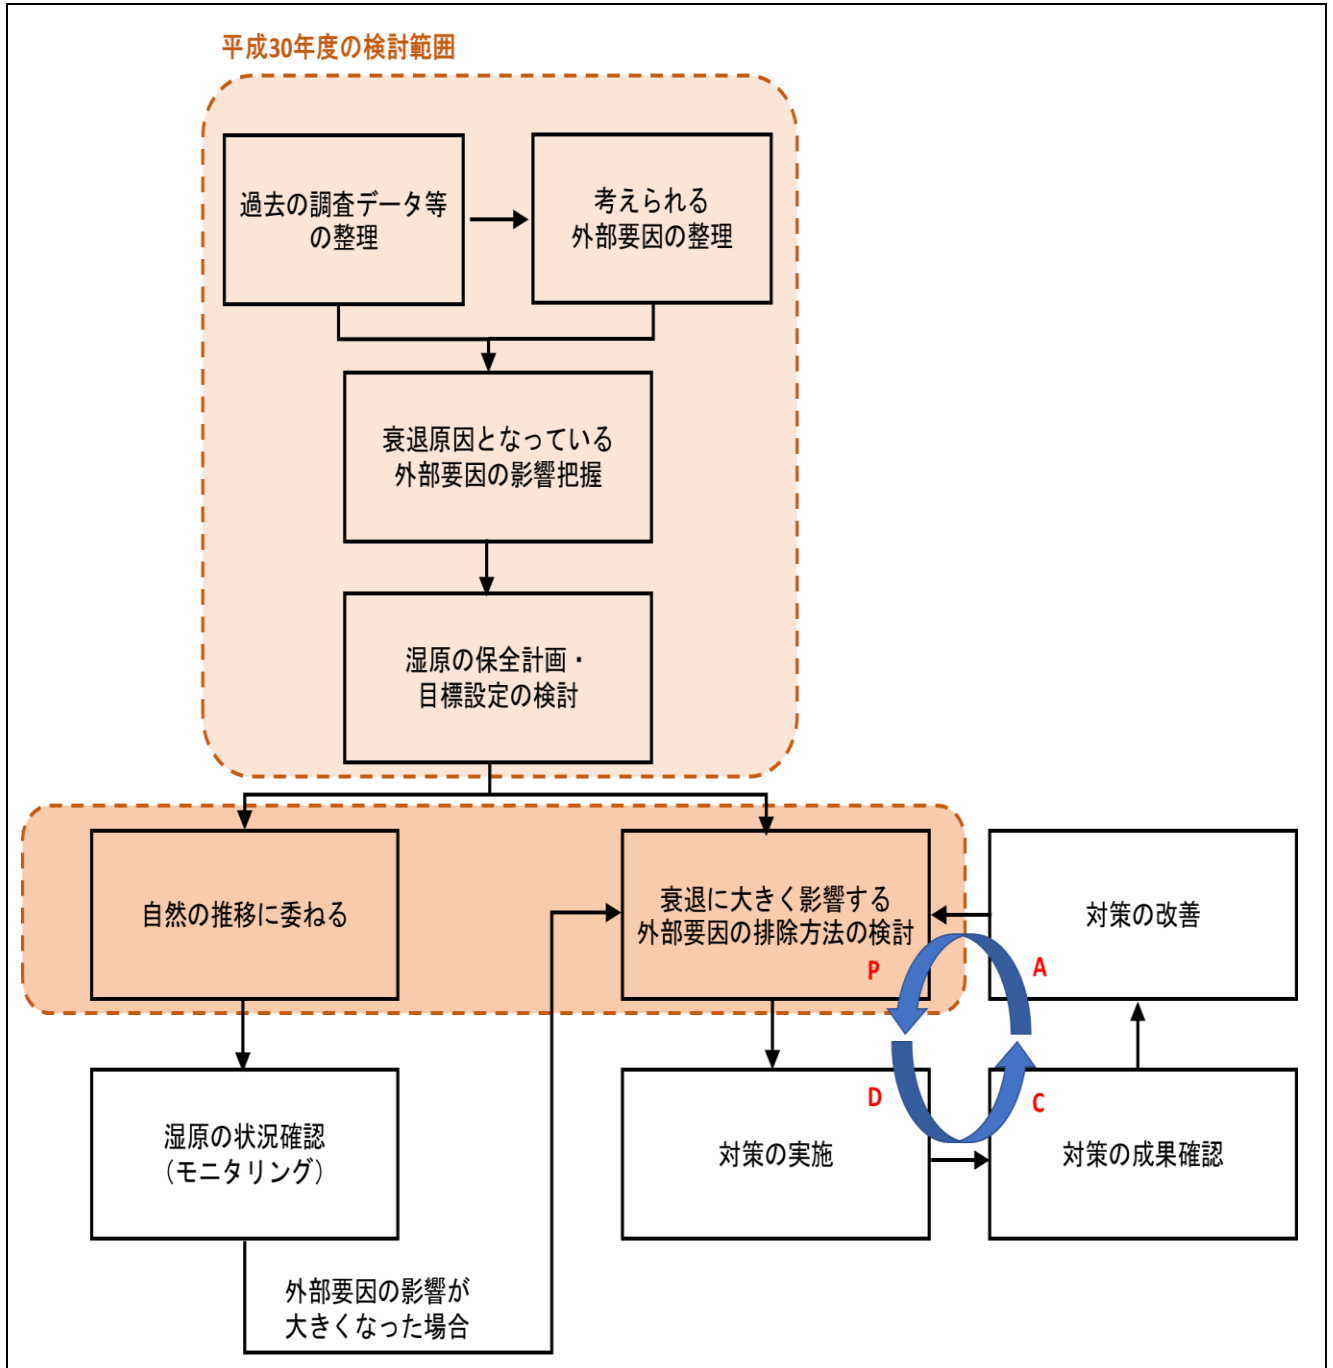 平成30年度の検討範囲
過去の調査データ等
の整理
考えられる
外部要因の整理
衰退原因となっている
外部要因の影響把握
湿原の保全計画・
目標設定の検討
自然の推移に委ねる
衰退に大きく影響する
外部要因の排除方法の検討
対策の改善
P
A
湿原の状況確認
（モニタリング）
対策の実施
D
C
対策の成果確認
外部要因の影響が
大きくなった場合